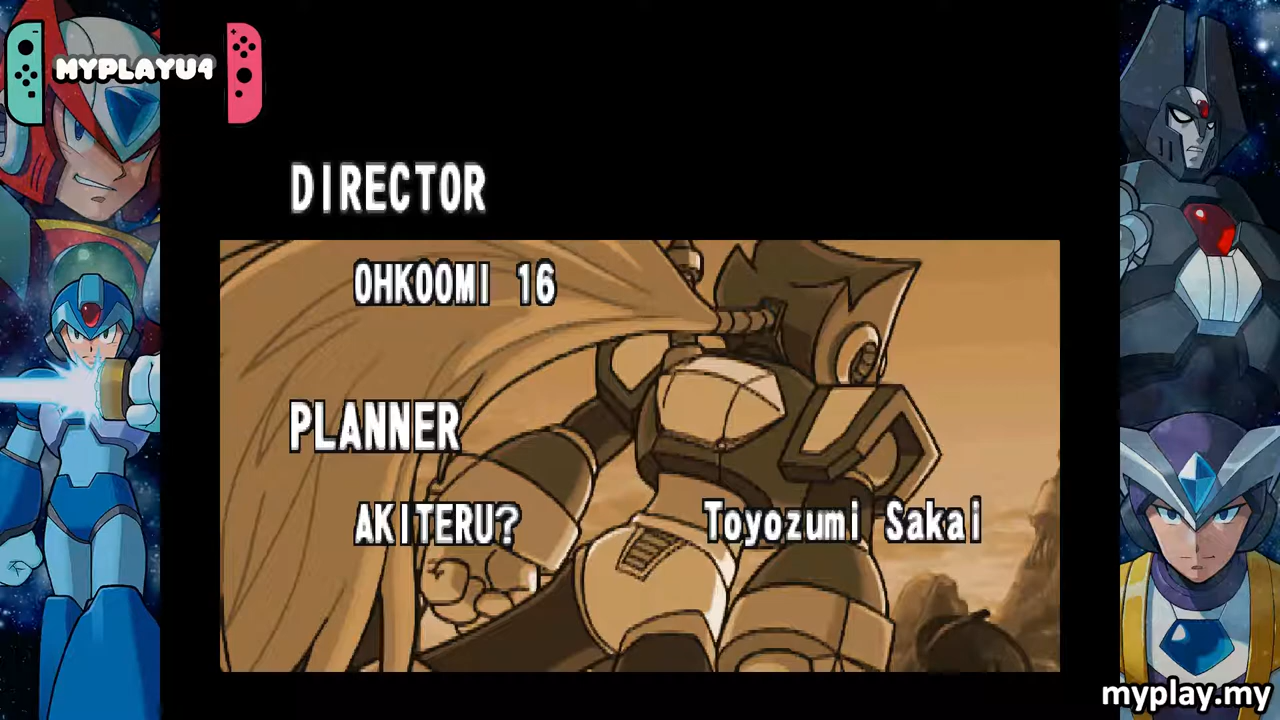 MYPLAYU4
DIRECTOR
OHKOOMI 16
PLANNER
AKITERU? Toyozumi Sakai
myplay.my